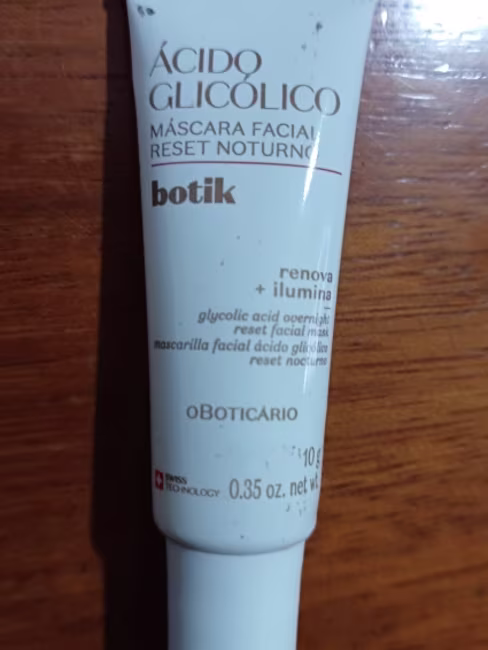 ÁCIDO
GLICÓLICO
MÁSCARA FACIAL
RESET NOTURNO
botik
renova
+ ilumina
glycolic acid overnight
reset facial mask
mascarilla facial ácido glicólico
reset nocturno
oBOTICÁRIO
10 g
SWISS
TECHNOLOGY
0.35 oz. net wt.